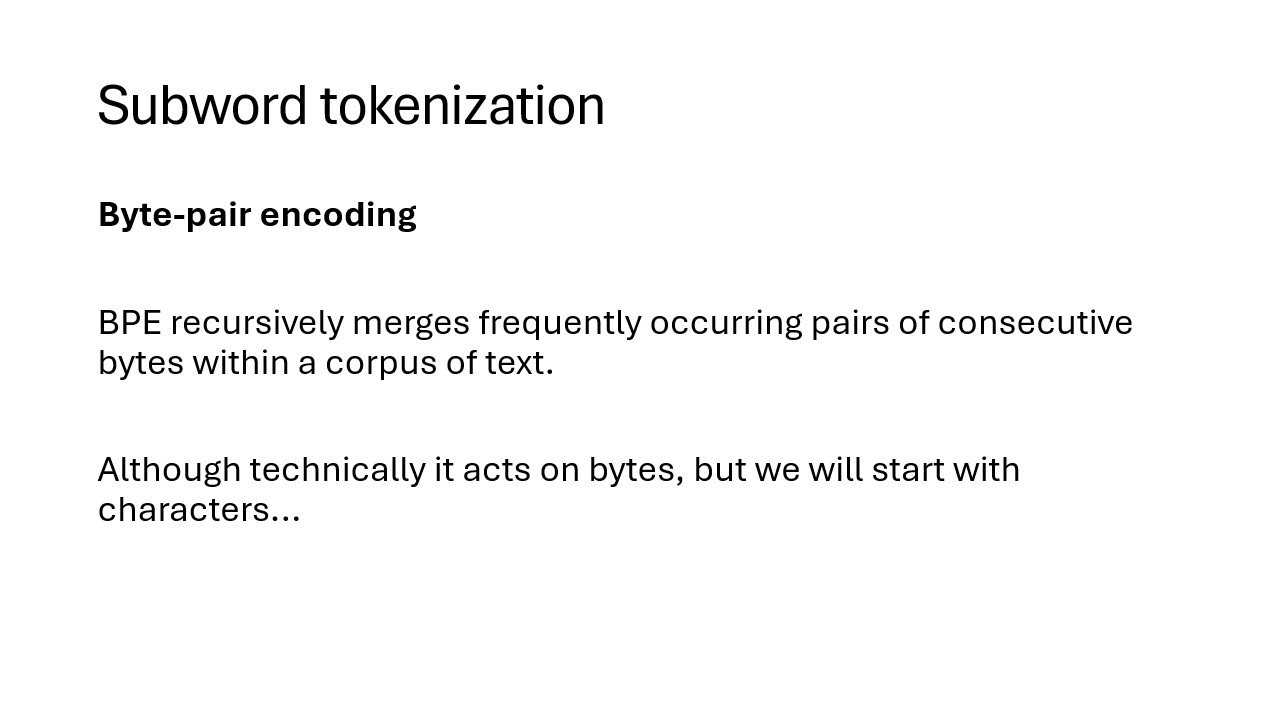 Subword tokenization
Byte-pair encoding
BPE recursively merges frequently occurring pairs of consecutive
bytes within a corpus of text.
Although technically it acts on bytes, but we will start with
characters…